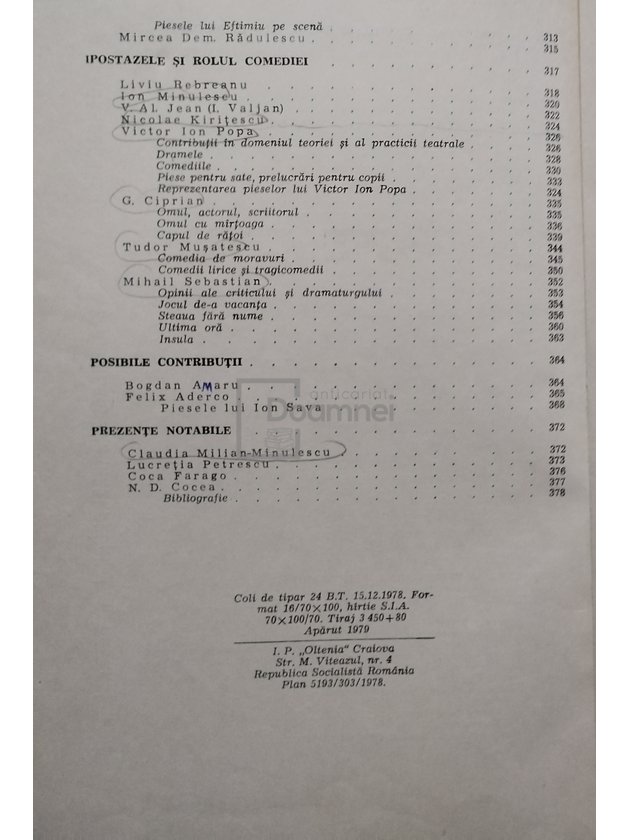 Piesele lui Eftimiu pe scenă . . . 313
Mircea Dem. Rădulescu . . . 315
IPOSTAZELE ȘI ROLUL COMEDIEI . . . 317
Liviu Rebreanu . . . 318
Ion Minulescu . . . 320
V. Al. Jean (I. Valjan) . . . 322
Nicolae Kirițescu . . . 324
Victor Ion Popa . . . 326
Contribuții în domeniul teoriei și al practicii teatrale . . . 326
Dramele . . . 328
Comediile . . . 330
Piese pentru sate, prelucrări pentru copii . . . 333
Reprezentarea pieselor lui Victor Ion Popa . . . 324
G. Ciprian . . . 335
Omul, actorul, scriitorul . . . 335
Omul cu mîrțoaga . . . 336
Capul de rățoi . . . 339
Tudor Mușatescu . . . 344
Comedia de moravuri . . . 345
Comedii lirice și tragicomedii . . . 350
Mihail Sebastian . . . 352
Opinii ale criticului și dramaturgului . . . 353
Jocul de-a vacanța . . . 354
Steaua fără nume . . . 356
Ultima oră . . . 360
Insula . . . 363
POSIBILE CONTRIBUȚII . . . 364
Bogdan Amaru . . . 364
Felix Aderco . . . 365
Piesele lui Ion Sava . . . 368
anticariat
Doamnei
PREZENȚE NOTABILE . . . 372
Claudia Milian-Minulescu . . . 372
Lucreția Petrescu . . . 373
Coca Farago . . . 376
N. D. Cocea . . . 377
Bibliografie . . . 378
Coli de tipar 24 B.T. 15.12.1978. For-
mat 16/70×100, hîrtie S.I.A.
70×100/70. Tiraj 3 450+80
Apărut 1979
I. P. „Oltenia" Craiova
Str. M. Viteazul, nr. 4
Republica Socialistă România
Plan 5193/303/1978.